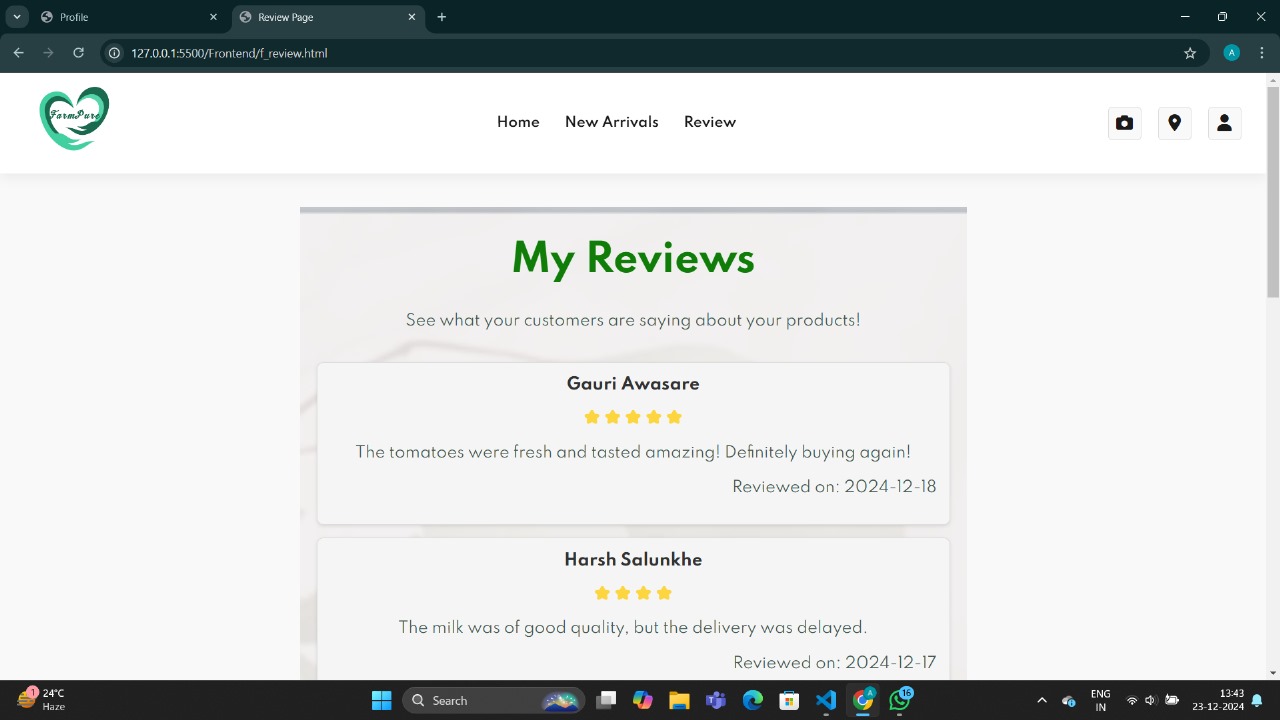 Profile
Review Page
127.0.0.1:5500/Frontend/f_review.html
A
FarmPure
Home New Arrivals Review
My Reviews
See what your customers are saying about your products!
Gauri Awasare
The tomatoes were fresh and tasted amazing! Definitely buying again!
Reviewed on: 2024-12-18
Harsh Salunkhe
The milk was of good quality, but the delivery was delayed.
Reviewed on: 2024-12-17
1
24°C
Haze
Search
A
16
ENG
IN
13:43
23-12-2024